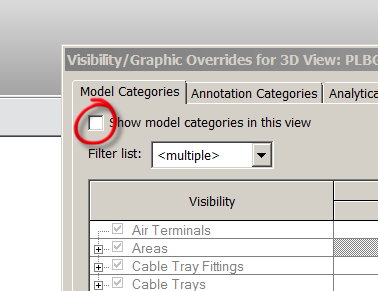 Visibility/Graphic Overrides for 3D View: PLBG
Model Categories
Annotation Categories
Analytica
Show model categories in this view
Filter list:
<multiple>
Visibility
Air Terminals
Areas
Cable Tray Fittings
Cable Trays